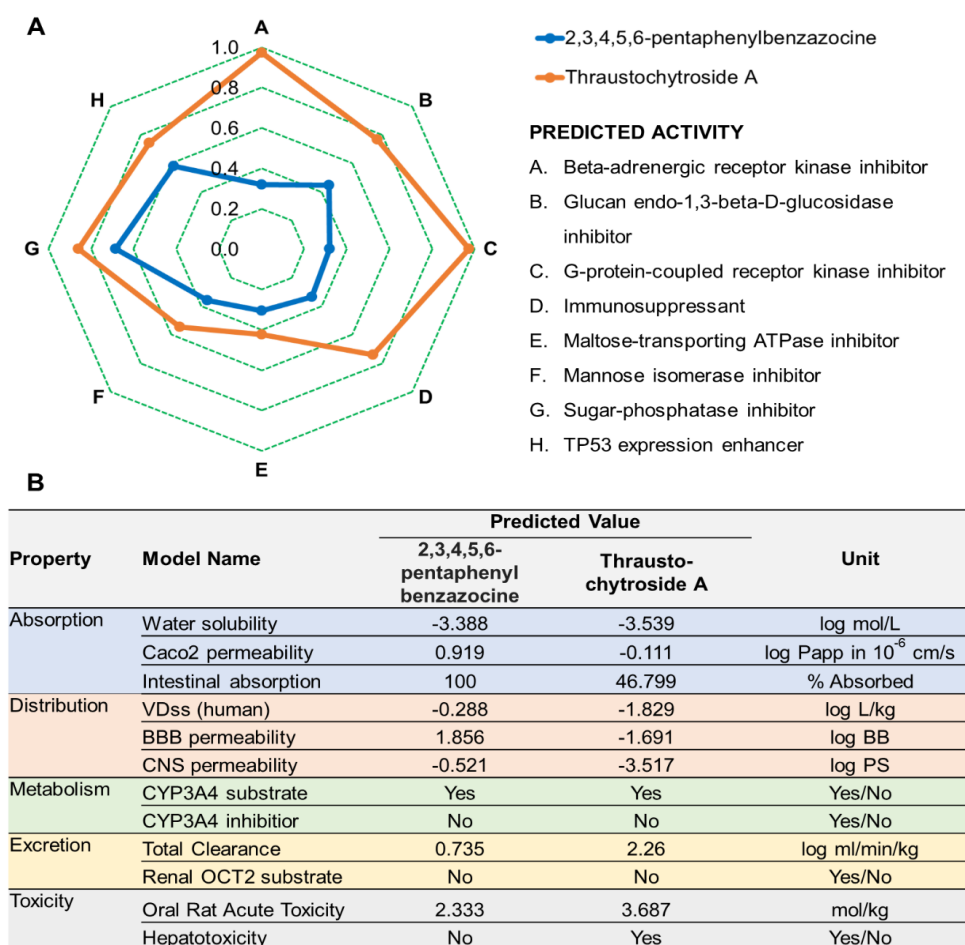 A
A
B
C
D
E
F
G
H
1.0
0.8
0.6
0.4
0.2
0.0
2,3,4,5,6-pentaphenylbenzazocine
Thraustochytroside A
PREDICTED ACTIVITY
A. Beta-adrenergic receptor kinase inhibitor
B. Glucan endo-1,3-beta-D-glucosidase
inhibitor
C. G-protein-coupled receptor kinase inhibitor
D. Immunosuppressant
E. Maltose-transporting ATPase inhibitor
F. Mannose isomerase inhibitor
G. Sugar-phosphatase inhibitor
H. TP53 expression enhancer
B
Predicted Value
Property Model Name 2,3,4,5,6- Thrausto- Unit
pentaphenyl chytroside A
benzazocine
Absorption Water solubility -3.388 -3.539 log mol/L
Caco2 permeability 0.919 -0.111 log Papp in 10⁻⁶ cm/s
Intestinal absorption 100 46.799 % Absorbed
Distribution VDss (human) -0.288 -1.829 log L/kg
BBB permeability 1.856 -1.691 log BB
CNS permeability -0.521 -3.517 log PS
Metabolism CYP3A4 substrate Yes Yes Yes/No
CYP3A4 inhibitior No No Yes/No
Excretion Total Clearance 0.735 2.26 log ml/min/kg
Renal OCT2 substrate No No Yes/No
Toxicity Oral Rat Acute Toxicity 2.333 3.687 mol/kg
Hepatotoxicity No Yes Yes/No